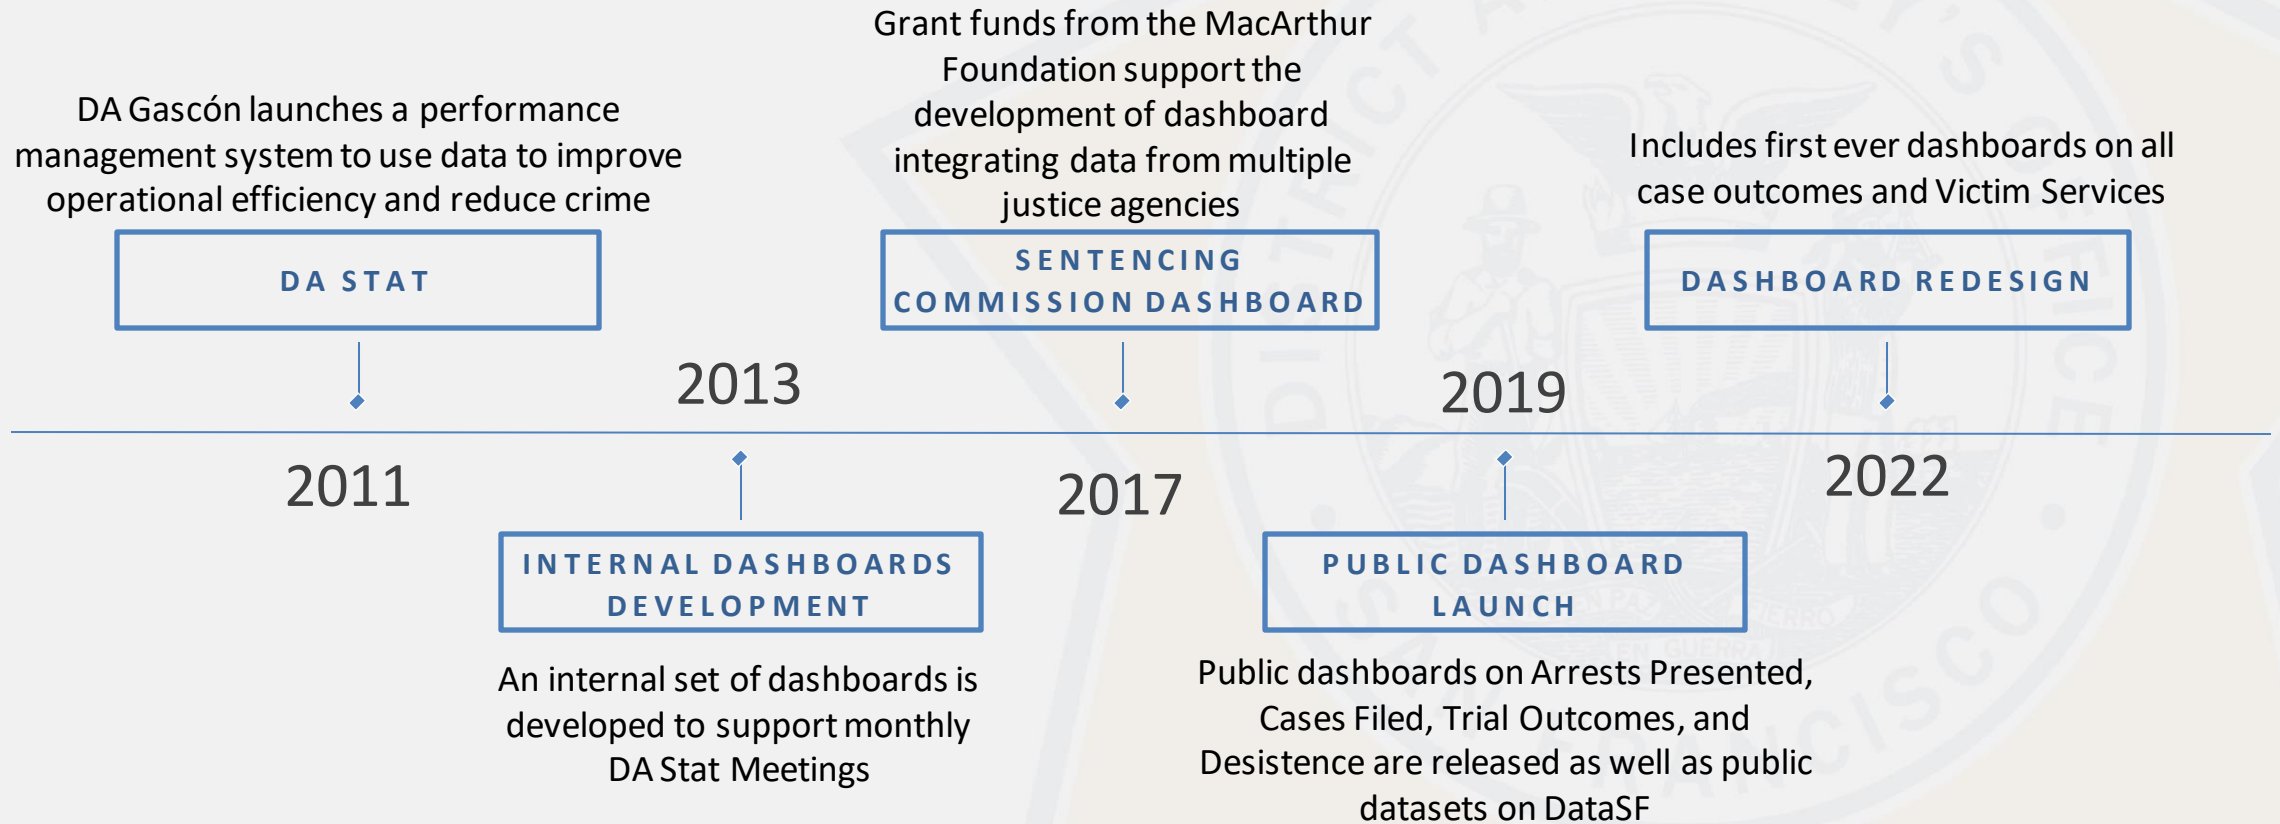 DA Gascón launches a performance
management system to use data to improve
operational efficiency and reduce crime
DA STAT
2011
2013
INTERNAL DASHBOARDS
DEVELOPMENT
An internal set of dashboards is
developed to support monthly
DA Stat Meetings
Grant funds from the MacArthur
Foundation support the
development of dashboard
integrating data from multiple
justice agencies
SENTENCING
COMMISSION DASHBOARD
2017
2019
PUBLIC DASHBOARD
LAUNCH
Public dashboards on Arrests Presented,
Cases Filed, Trial Outcomes, and
Desistence are released as well as public
datasets on DataSF
Includes first ever dashboards on all
case outcomes and Victim Services
DASHBOARD REDESIGN
2022